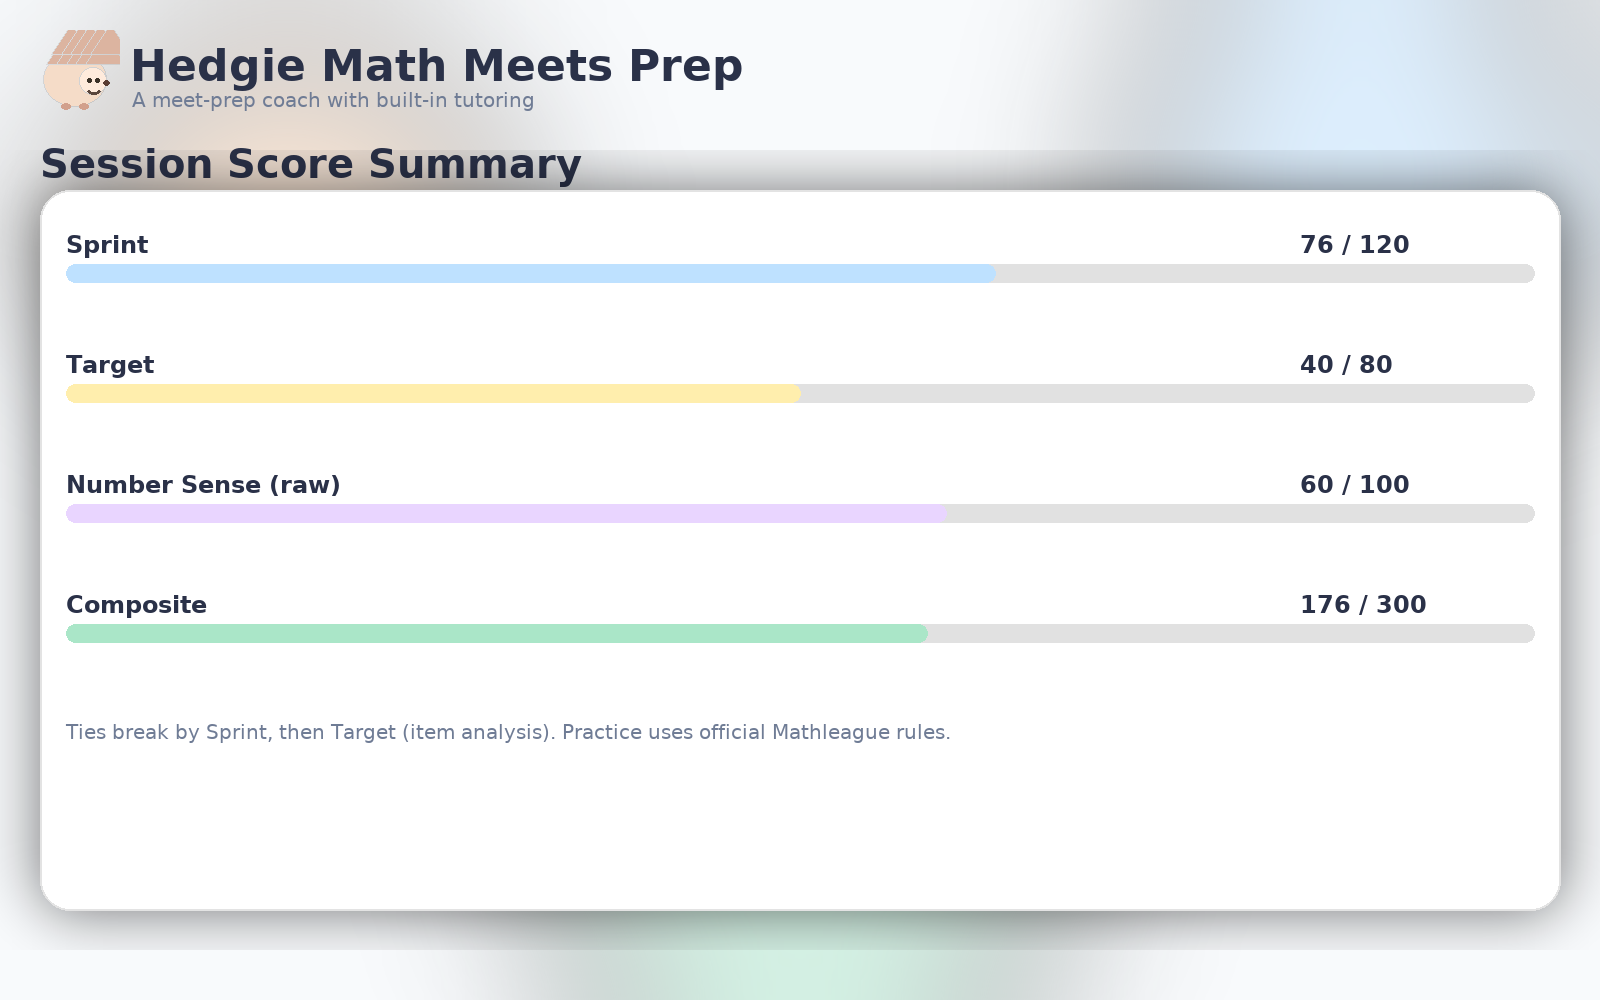 Hedgie Math Meets Prep
A meet-prep coach with built-in tutoring
Session Score Summary
Sprint 76 / 120
Target 40 / 80
Number Sense (raw) 60 / 100
Composite 176 / 300
Ties break by Sprint, then Target (item analysis). Practice uses official Mathleague rules.